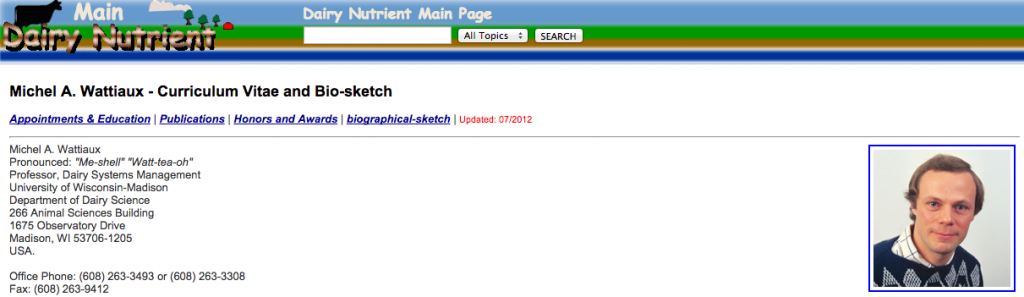 Main
Dairy Nutrient
Dairy Nutrient Main Page
All Topics SEARCH
Michel A. Wattiaux - Curriculum Vitae and Bio-sketch
Appointments & Education | Publications | Honors and Awards | biographical-sketch | Updated: 07/2012
Michel A. Wattiaux
Pronounced: "Me-shell" "Watt-tea-oh"
Professor, Dairy Systems Management
University of Wisconsin-Madison
Department of Dairy Science
266 Animal Sciences Building
1675 Observatory Drive
Madison, WI 53706-1205
USA.
Office Phone: (608) 263-3493 or (608) 263-3308
Fax: (608) 263-9412